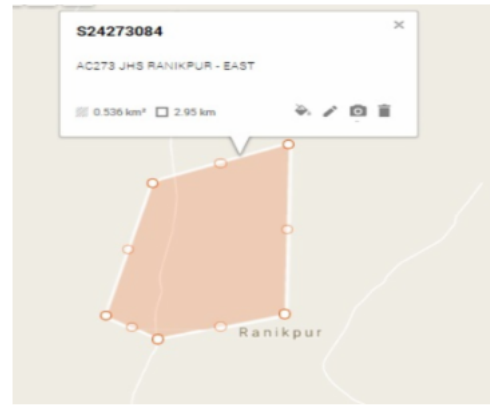 S24273084
AC273 JHS RANIKPUR - EAST
0.536 km² 2.95 km
Ranikpur